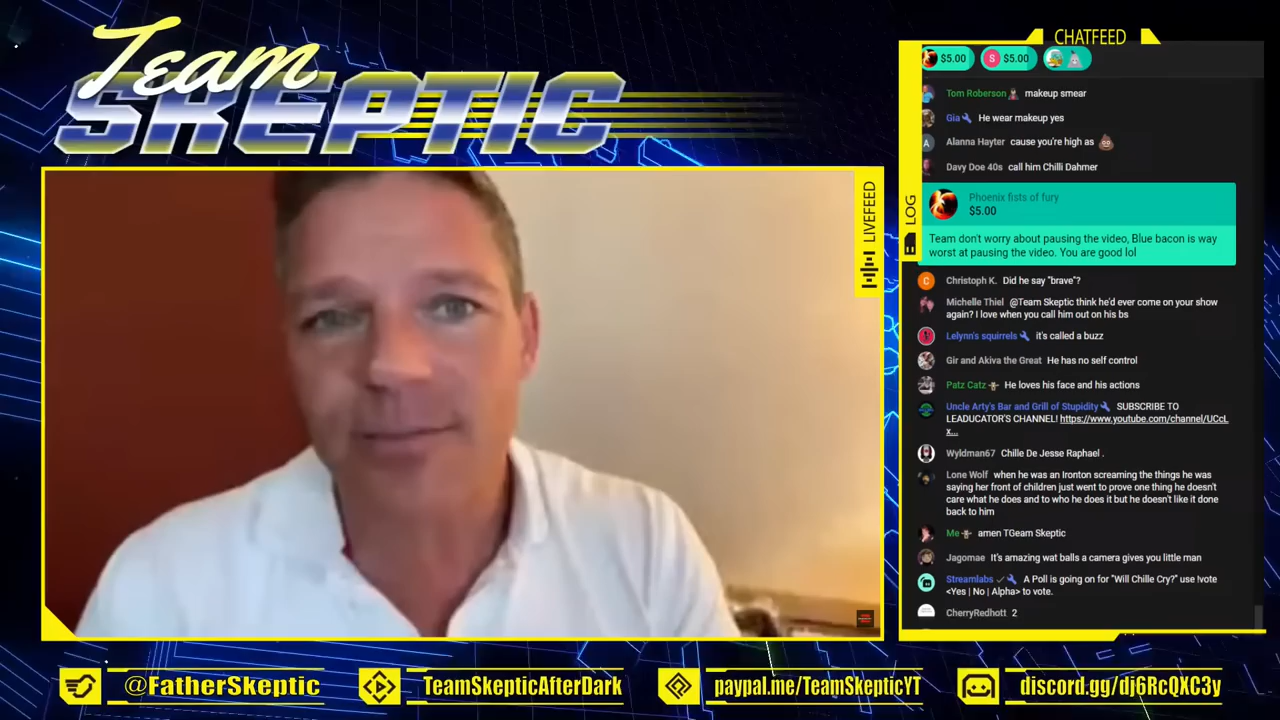 Team
SKEPTIC
LIVEFEED
CHATFEED
LOG
$5.00
S $5.00
Tom Roberson makeup smear
Gia He wear makeup yes
A Alanna Hayter cause you're high as
Davy Doe 40s call him Chilli Dahmer
Phoenix fists of fury
$5.00
Team don't worry about pausing the video, Blue bacon is way
worst at pausing the video. You are good lol
C Christoph K. Did he say "brave"?
Michelle Thiel @Team Skeptic think he'd ever come on your show
again? I love when you call him out on his bs
Lelynn's squirrels it's called a buzz
Gir and Akiva the Great He has no self control
Patz Catz He loves his face and his actions
Uncle Arty's Bar and Grill of Stupidity SUBSCRIBE TO
LEADUCATOR'S CHANNEL! https://www.youtube.com/channel/UCcL
x...
Wyldman67 Chille De Jesse Raphael .
Lone Wolf when he was an Ironton screaming the things he was
saying her front of children just went to prove one thing he doesn't
care what he does and to who he does it but he doesn't like it done
back to him
Me amen TGeam Skeptic
Jagomae It's amazing wat balls a camera gives you little man
Streamlabs A Poll is going on for "Will Chille Cry?" use !vote
<Yes | No | Alpha> to vote.
CherryRedhott 2
@FatherSkeptic
TeamSkepticAfterDark
paypal.me/TeamSkepticYT
discord.gg/dj6RcQXC3y